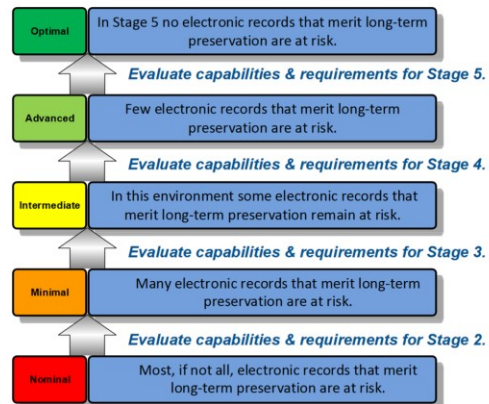 Optimal
In Stage 5 no electronic records that merit long-term
preservation are at risk.
Evaluate capabilities & requirements for Stage 5.
Advanced
Few electronic records that merit long-term
preservation are at risk.
Evaluate capabilities & requirements for Stage 4.
Intermediate
In this environment some electronic records that
merit long-term preservation remain at risk.
Evaluate capabilities & requirements for Stage 3.
Minimal
Many electronic records that merit long-term
preservation are at risk.
Evaluate capabilities & requirements for Stage 2.
Nominal
Most, if not all, electronic records that merit
long-term preservation are at risk.